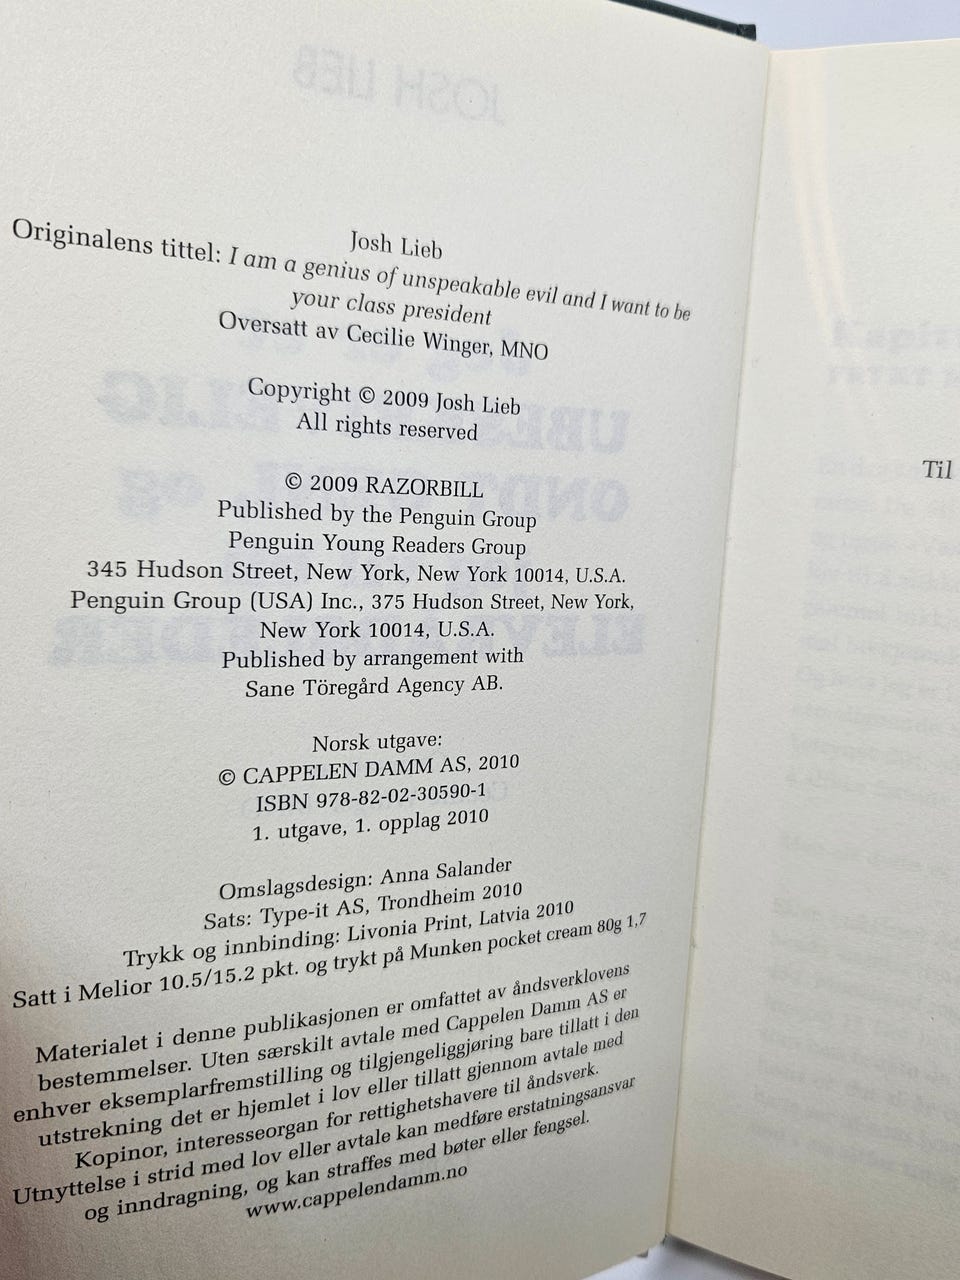 Josh Lieb
Originalens tittel: I am a genius of unspeakable evil and I want to be
your class president
Oversatt av Cecilie Winger, MNO
Copyright © 2009 Josh Lieb
All rights reserved
© 2009 RAZORBILL
Published by the Penguin Group
Penguin Young Readers Group
345 Hudson Street, New York, New York 10014, U.S.A.
Penguin Group (USA) Inc., 375 Hudson Street, New York,
New York 10014, U.S.A.
Published by arrangement with
Sane Töregård Agency AB.
Norsk utgave:
© CAPPELEN DAMM AS, 2010
ISBN 978-82-02-30590-1
1. utgave, 1. opplag 2010
Omslagsdesign: Anna Salander
Sats: Type-it AS, Trondheim 2010
Trykk og innbinding: Livonia Print, Latvia 2010
Satt i Melior 10.5/15.2 pkt. og trykt på Munken pocket cream 80g 1,7
Materialet i denne publikasjonen er omfattet av åndsverklovens
bestemmelser. Uten særskilt avtale med Cappelen Damm AS er
enhver eksemplarfremstilling og tilgjengeliggjøring bare tillatt i den
utstrekning det er hjemlet i lov eller tillatt gjennom avtale med
Kopinor, interesseorgan for rettighetshavere til åndsverk.
Utnyttelse i strid med lov eller avtale kan medføre erstatningsansvar
og inndragning, og kan straffes med bøter eller fengsel.
www.cappelendamm.no
Til